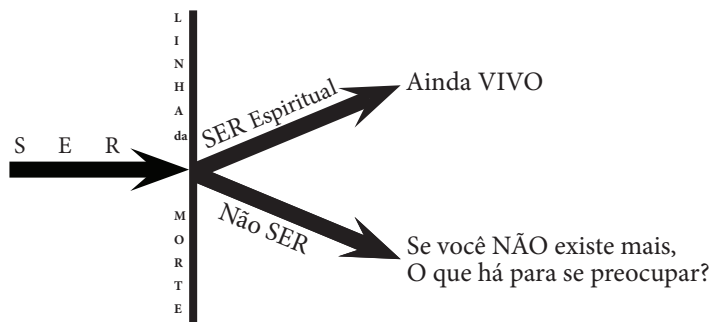 LINHA da MORTE
S E R
SER Espiritual
Ainda VIVO
Não SER
Se você NÃO existe mais,
O que há para se preocupar?